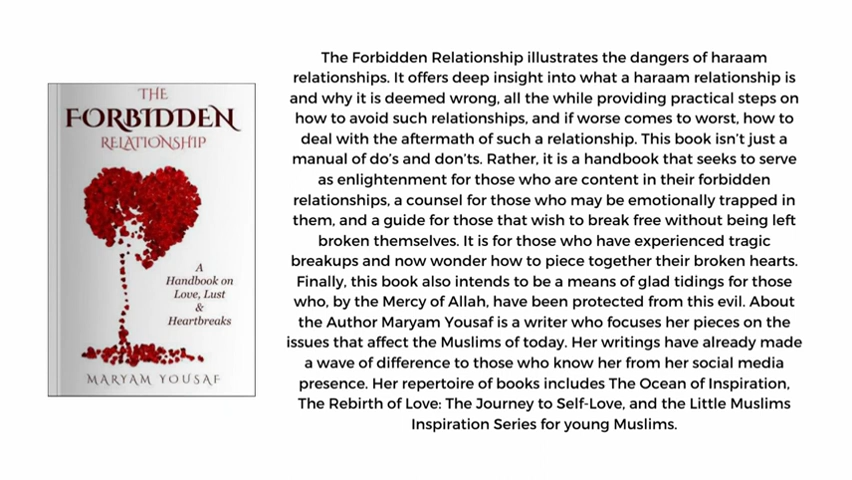 THE
FORBIDDEN
RELATIONSHIP
A
Handbook on
Love, Lust
&
Heartbreaks
MARYAM YOUSAF
The Forbidden Relationship illustrates the dangers of haraam
relationships. It offers deep insight into what a haraam relationship is
and why it is deemed wrong, all the while providing practical steps on
how to avoid such relationships, and if worse comes to worst, how to
deal with the aftermath of such a relationship. This book isn't just a
manual of do's and don'ts. Rather, it is a handbook that seeks to serve
as enlightenment for those who are content in their forbidden
relationships, a counsel for those who may be emotionally trapped in
them, and a guide for those that wish to break free without being left
broken themselves. It is for those who have experienced tragic
breakups and now wonder how to piece together their broken hearts.
Finally, this book also intends to be a means of glad tidings for those
who, by the Mercy of Allah, have been protected from this evil. About
the Author Maryam Yousaf is a writer who focuses her pieces on the
issues that affect the Muslims of today. Her writings have already made
a wave of difference to those who know her from her social media
presence. Her repertoire of books includes The Ocean of Inspiration,
The Rebirth of Love: The Journey to Self-Love, and the Little Muslims
Inspiration Series for young Muslims.